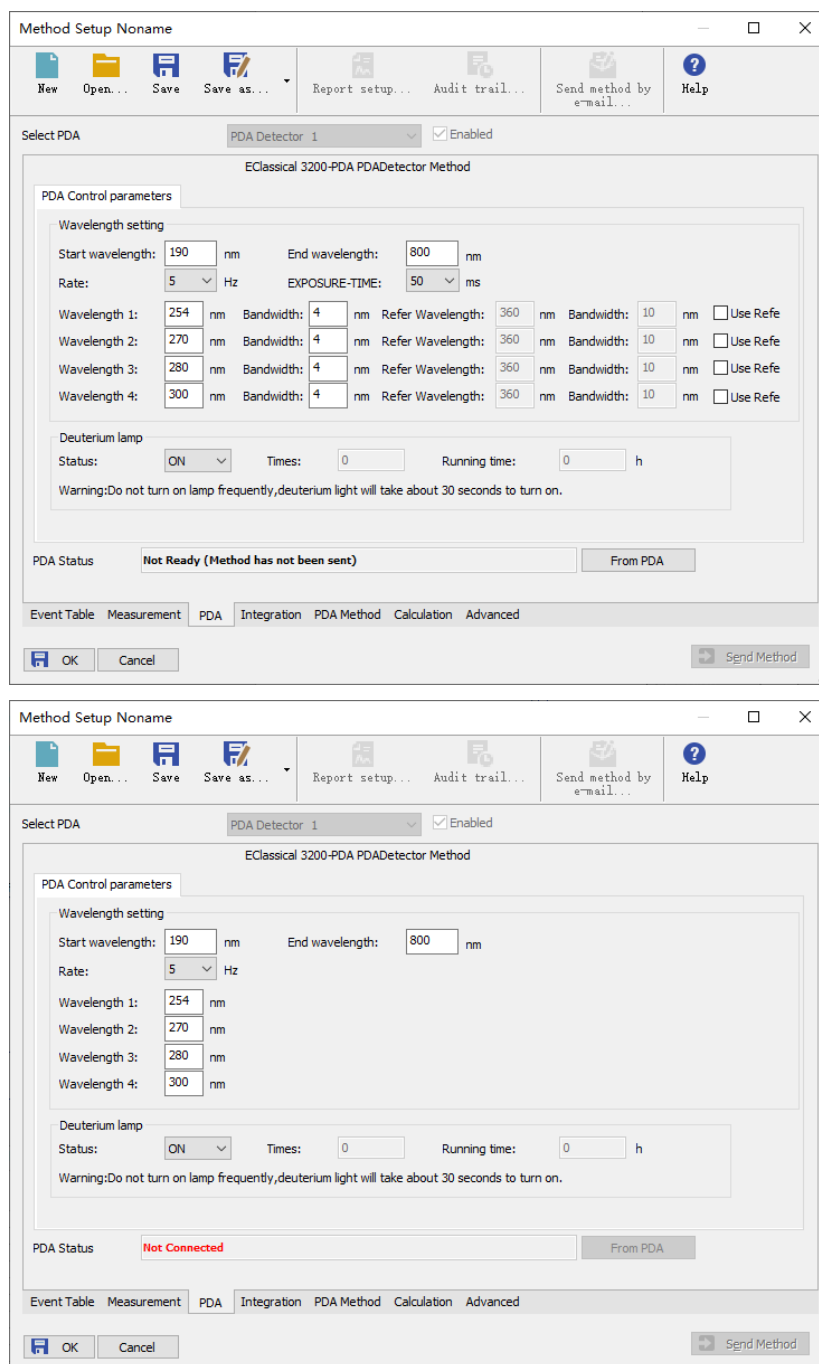 Method Setup Noname
New Open... Save Save as... Report setup... Audit trail... Send method by Help
e-mail...
Select PDA PDA Detector 1 Enabled
EClassical 3200-PDA PDADetector Method
PDA Control parameters
Wavelength setting
Start wavelength: 190 nm End wavelength: 800 nm
Rate: 5 Hz EXPOSURE-TIME: 50 ms
Wavelength 1: 254 nm Bandwidth: 4 nm Refer Wavelength: 360 nm Bandwidth: 10 nm Use Refe
Wavelength 2: 270 nm Bandwidth: 4 nm Refer Wavelength: 360 nm Bandwidth: 10 nm Use Refe
Wavelength 3: 280 nm Bandwidth: 4 nm Refer Wavelength: 360 nm Bandwidth: 10 nm Use Refe
Wavelength 4: 300 nm Bandwidth: 4 nm Refer Wavelength: 360 nm Bandwidth: 10 nm Use Refe
Deuterium lamp
Status: ON Times: 0 Running time: 0 h
Warning:Do not turn on lamp frequently,deuterium light will take about 30 seconds to turn on.
PDA Status Not Ready (Method has not been sent) From PDA
Event Table Measurement PDA Integration PDA Method Calculation Advanced
OK Cancel Send Method
Method Setup Noname
New Open... Save Save as... Report setup... Audit trail... Send method by Help
e-mail...
Select PDA PDA Detector 1 Enabled
EClassical 3200-PDA PDADetector Method
PDA Control parameters
Wavelength setting
Start wavelength: 190 nm End wavelength: 800 nm
Rate: 5 Hz
Wavelength 1: 254 nm
Wavelength 2: 270 nm
Wavelength 3: 280 nm
Wavelength 4: 300 nm
Deuterium lamp
Status: ON Times: 0 Running time: 0 h
Warning:Do not turn on lamp frequently,deuterium light will take about 30 seconds to turn on.
PDA Status Not Connected From PDA
Event Table Measurement PDA Integration PDA Method Calculation Advanced
OK Cancel Send Method